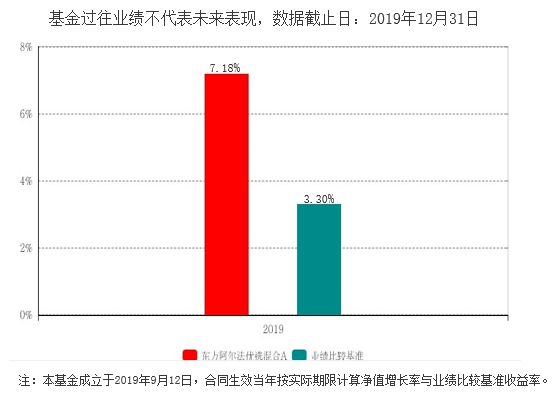 基金过往业绩不代表未来表现，数据截止日：2019年12月31日
8%
7.18%
6%
4%
3.30%
2%
0%
2019
东方阿尔法优选混合A 业绩比较基准
注：本基金成立于2019年9月12日，合同生效当年按实际期限计算净值增长率与业绩比较基准收益率。